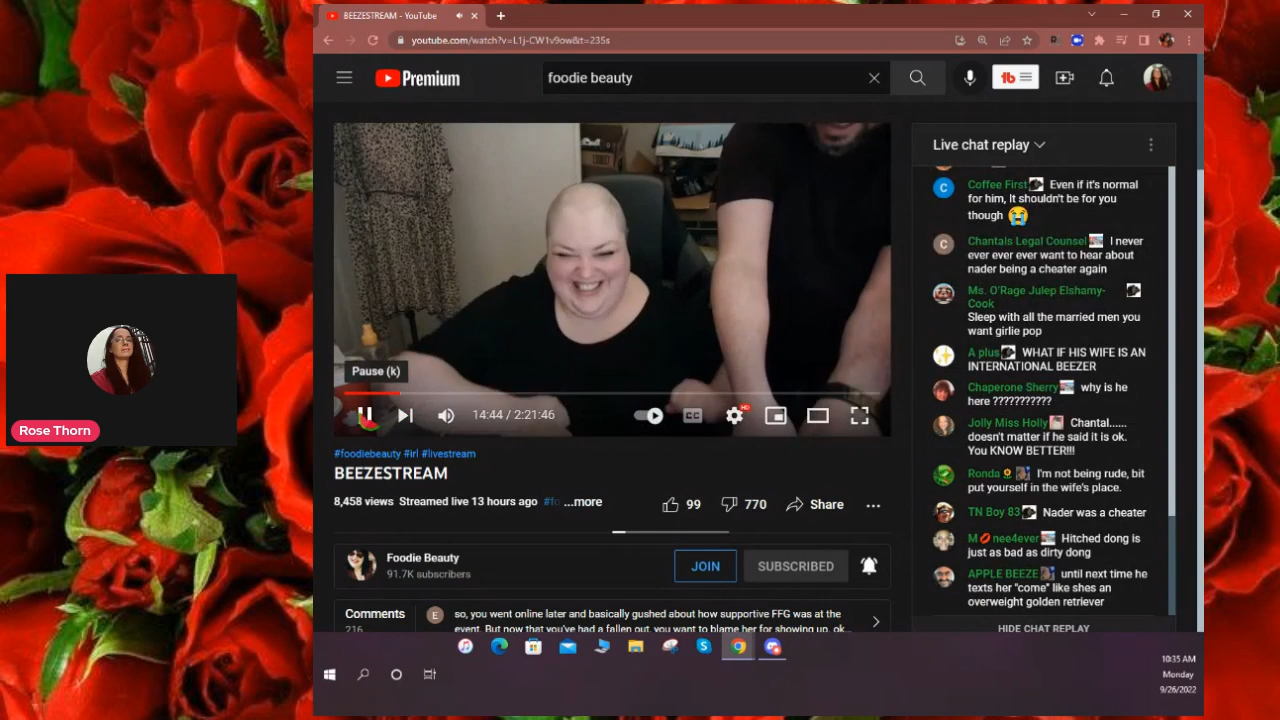 BEEZESTREAM - YouTube
youtube.com/watch?v=L1j-CW1v9ow&t=235s
Premium
foodie beauty
Live chat replay
Coffee First Even if it's normal
for him, It shouldn't be for you
though
Chantals Legal Counsel I never
ever ever ever want to hear about
nader being a cheater again
Ms. O'Rage Julep Elshamy-
Cook
Sleep with all the married men you
want girlie pop
A plus WHAT IF HIS WIFE IS AN
INTERNATIONAL BEEZER
Chaperone Sherry why is he
here ???????????
Jolly Miss Holly Chantal......
doesn't matter if he said it is ok.
You KNOW BETTER!!!
Ronda I'm not being rude, bit
put yourself in the wife's place.
TN Boy 83 Nader was a cheater
M nee4ever Hitched dong is
just as bad as dirty dong
APPLE BEEZE until next time he
texts her "come" like shes an
overweight golden retriever
HIDE CHAT REPLAY
Pause (k)
14:44 / 2:21:46
CC
HD
#foodiebeauty #irl #livestream
BEEZESTREAM
8,458 views Streamed live 13 hours ago #fo ...more
99
770
Share
Foodie Beauty
91.7K subscribers
JOIN
SUBSCRIBED
Comments
216
so, you went online later and basically gushed about how supportive FFG was at the
event. But now that you've had a fallen out, you want to blame her for showing up, ok...
Rose Thorn
10:35 AM
Monday
9/26/2022